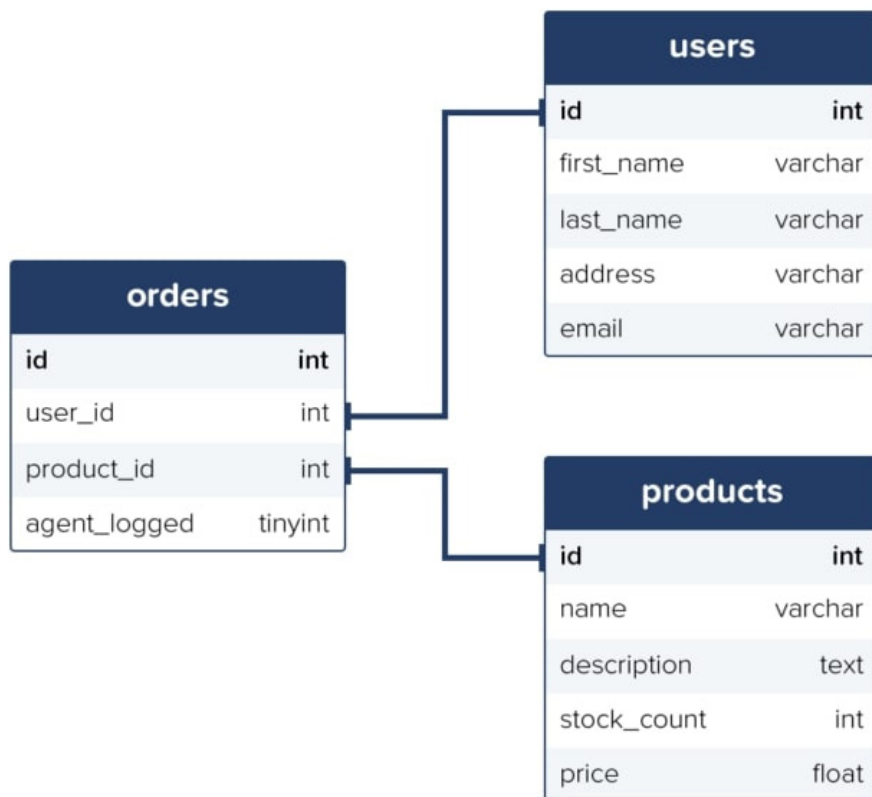 users
id int
first_name varchar
last_name varchar
address varchar
email varchar
orders
id int
user_id int
product_id int
agent_logged tinyint
products
id int
name varchar
description text
stock_count int
price float